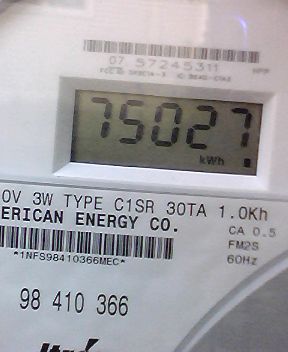 07 57245311
75027
kWh
0V 3W TYPE C1SR 30TA 1.0Kh
ERICAN ENERGY CO.
CA 0.5
FM2S
60Hz
*1NFS98410366MEC*
98 410 366